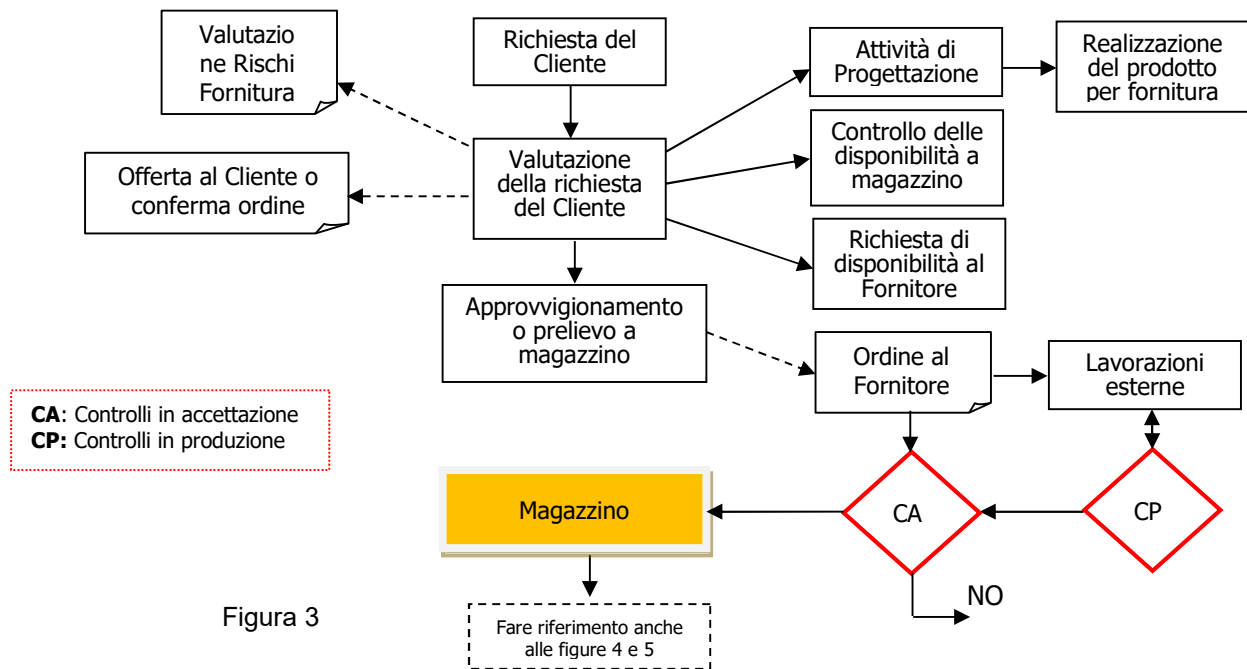 Valutazio
ne Rischi
Fornitura
Richiesta del
Cliente
Attività di
Progettazione
Realizzazione
del prodotto
per fornitura
Offerta al Cliente o
conferma ordine
Valutazione
della richiesta
del Cliente
Controllo delle
disponibilità a
magazzino
Richiesta di
disponibilità al
Fornitore
Approvvigionamento
o prelievo a
magazzino
Ordine al
Fornitore
Lavorazioni
esterne
CA: Controlli in accettazione
CP: Controlli in produzione
Magazzino
CA
CP
NO
Figura 3
Fare riferimento anche
alle figure 4 e 5